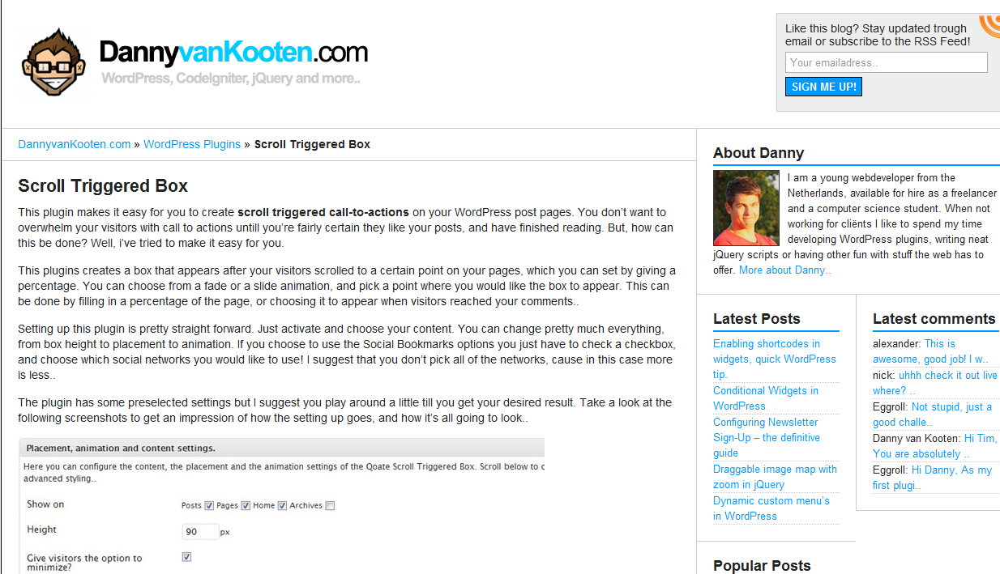 DannyvanKooten.com
WordPress, CodeIgniter, jQuery and more..
Like this blog? Stay updated trough
email or subscribe to the RSS Feed!
Your emailadress..
SIGN ME UP!
DannyvanKooten.com » WordPress Plugins » Scroll Triggered Box
Scroll Triggered Box
This plugin makes it easy for you to create scroll triggered call-to-actions on your WordPress post pages. You don't want to
overwhelm your visitors with call to actions untill you're fairly certain they like your posts, and have finished reading. But, how can
this be done? Well, i've tried to make it easy for you.
This plugins creates a box that appears after your visitors scrolled to a certain point on your pages, which you can set by giving a
percentage. You can choose from a fade or a slide animation, and pick a point where you would like the box to appear. This can
be done by filling in a percentage of the page, or choosing it to appear when visitors reached your comments..
Setting up this plugin is pretty straight forward. Just activate and choose your content. You can change pretty much everything,
from box height to placement to animation. If you choose to use the Social Bookmarks options you just have to check a checkbox,
and choose which social networks you would like to use! I suggest that you don't pick all of the networks, cause in this case more
is less..
The plugin has some preselected settings but I suggest you play around a little till you get your desired result. Take a look at the
following screenshots to get an impression of how the setting up goes, and how it's all going to look..
Placement, animation and content settings.
Here you can configure the content, the placement and the animation settings of the Qoate Scroll Triggered Box. Scroll below to c
advanced styling..
Show on Posts Pages Home Archives
Height 90 px
Give visitors the option to
minimize?
About Danny
I am a young webdeveloper from the
Netherlands, available for hire as a freelancer
and a computer science student. When not
working for cliënts I like to spend my time
developing WordPress plugins, writing neat
jQuery scripts or having other fun with stuff the web has to
offer. More about Danny..
Latest Posts
Enabling shortcodes in
widgets, quick WordPress
tip.
Conditional Widgets in
WordPress
Configuring Newsletter
Sign-Up – the definitive
guide
Draggable image map with
zoom in jQuery
Dynamic custom menu's
in WordPress
Latest comments
alexander: This is
awesome, good job! I w..
nick: uhhh check it out live
where? ..
Eggroll: Not stupid, just a
good challe..
Danny van Kooten: Hi Tim,
You are absolutely ..
Eggroll: Hi Danny, As my
first plugi..
Popular Posts